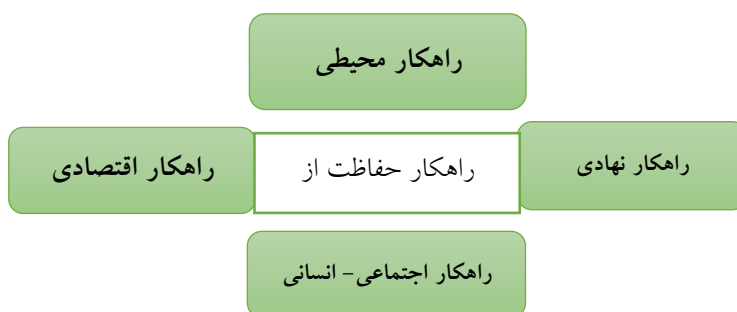 راهکار محیطی
راهکار نهادی
راهکار حفاظت از
راهکار اقتصادی
راهکار اجتماعی- انسانی